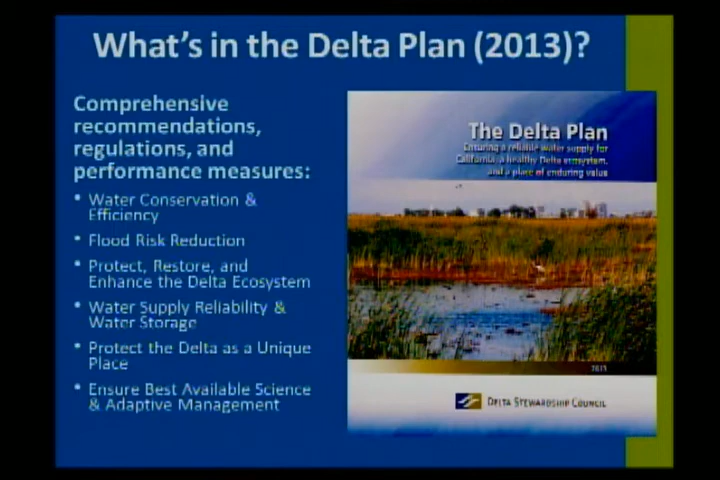 What's in the Delta Plan (2013)?
Comprehensive
recommendations,
regulations, and
performance measures:
• Water Conservation &
Efficiency
• Flood Risk Reduction
• Protect, Restore, and
Enhance the Delta Ecosystem
• Water Supply Reliability &
Water Storage
• Protect the Delta as a Unique
Place
• Ensure Best Available Science
& Adaptive Management
The Delta Plan
Ensuring a reliable water supply for
California, a healthy Delta ecosystem,
and a place of enduring value
2013
DELTA STEWARDSHIP COUNCIL